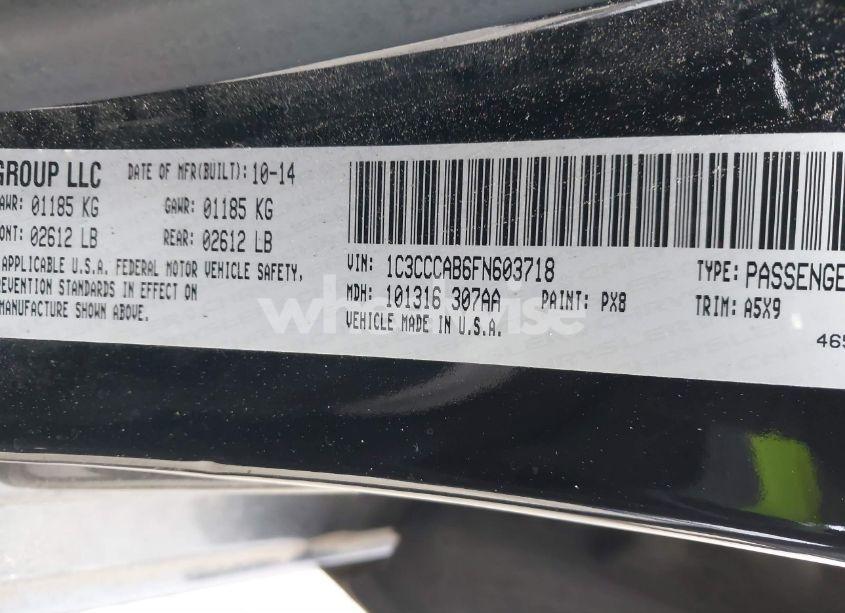 GROUP LLC DATE OF MFR(BUILT): 10-14
GAWR: 01185 KG GAWR: 01185 KG
FRONT: 02612 LB REAR: 02612 LB
APPLICABLE U.S.A. FEDERAL MOTOR VEHICLE SAFETY,
EVENTION STANDARDS IN EFFECT ON
MANUFACTURE SHOWN ABOVE.
VIN: 1C3CCCAB6FN603718 TYPE: PASSENGE
MDH: 101316 307AA PAINT: PX8 TRIM: A5X9
VEHICLE MADE IN U.S.A.
465